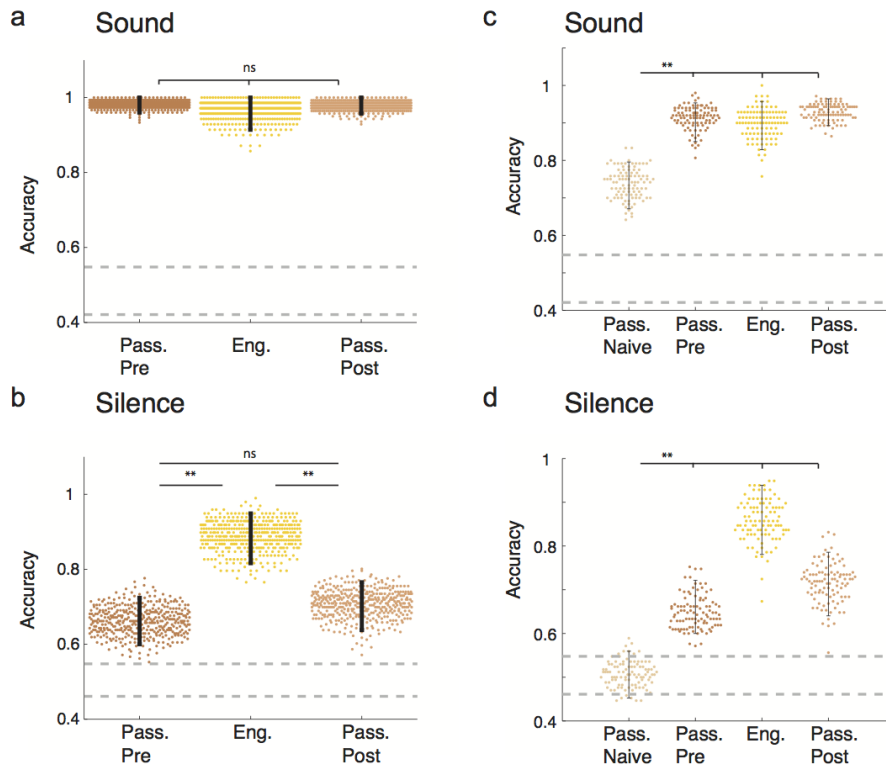 a Sound
ns
1
0.8
0.6
0.4
Accuracy
Pass. Pre
Eng.
Pass. Post
b Silence
ns
** **
1
0.8
0.6
0.4
Accuracy
Pass. Pre
Eng.
Pass. Post
c Sound
**
1
0.8
0.6
0.4
Accuracy
Pass. Naive
Pass. Pre
Eng.
Pass. Post
d Silence
**
1
0.8
0.6
0.4
Accuracy
Pass. Naive
Pass. Pre
Eng.
Pass. Post